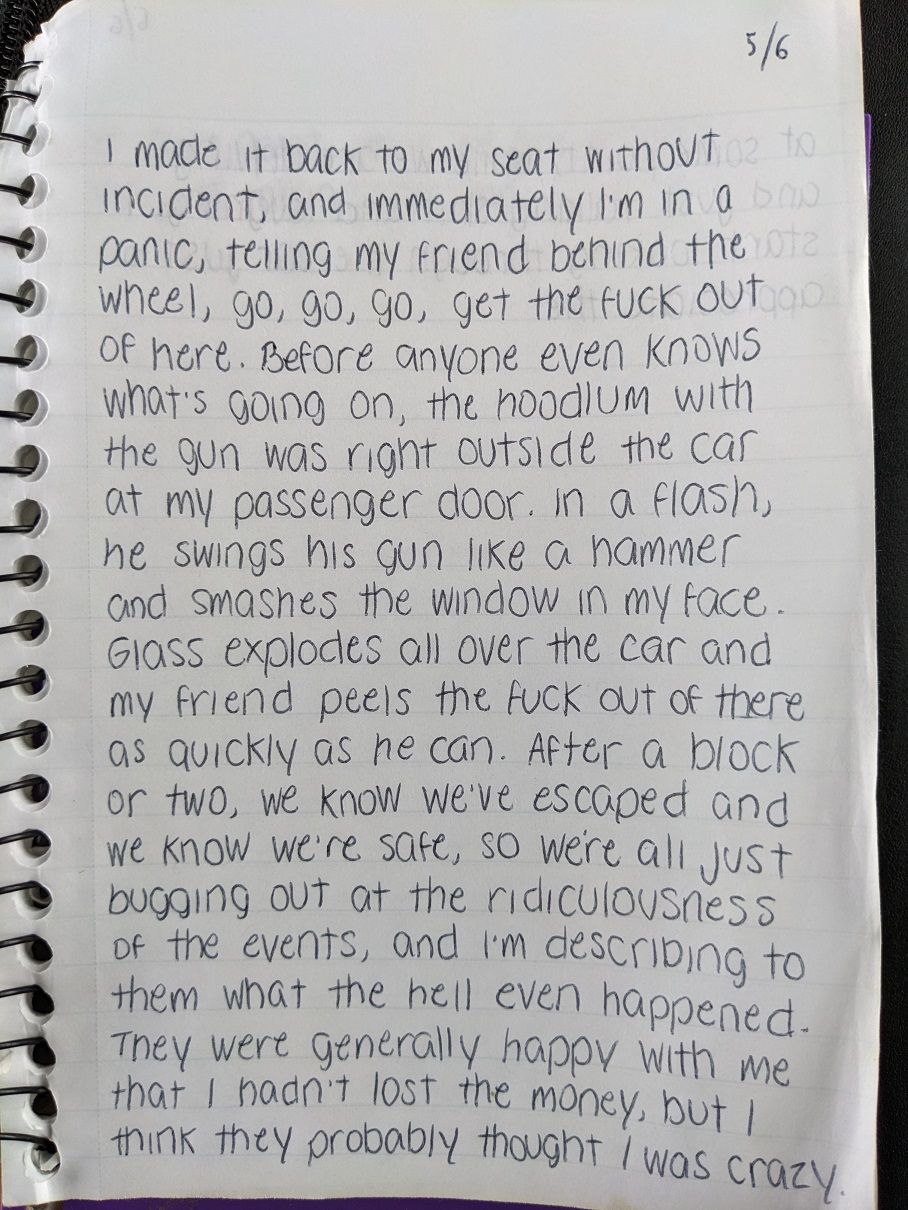 5/6
I made it back to my seat without
incident, and immediately I'm in a
panic, telling my friend behind the
wheel, go, go, go, get the fuck out
of here. Before anyone even knows
what's going on, the hoodlum with
the gun was right outside the car
at my passenger door. In a flash,
he swings his gun like a hammer
and smashes the window in my face.
Glass explodes all over the car and
my friend peels the fuck out of there
as quickly as he can. After a block
or two, we know we've escaped and
we know we're safe, so we're all just
bugging out at the ridiculousness
of the events, and I'm describing to
them what the hell even happened.
They were generally happy with me
that I hadn't lost the money, but I
think they probably thought I was crazy.